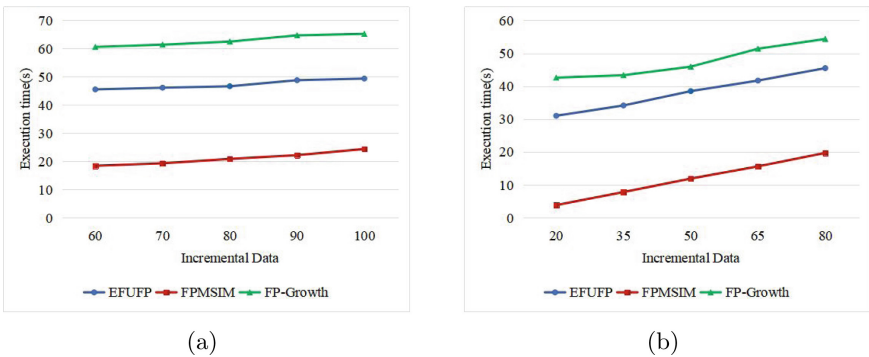 70
60
50
40
30
20
10
0
Execution time(s)
60 70 80 90 100
Incremental Data
EFUFP FPMSIM FP-Growth
(a)
60
50
40
30
20
10
0
Execution time(s)
20 35 50 65 80
Incremental Data
EFUFP FPMSIM FP-Growth
(b)